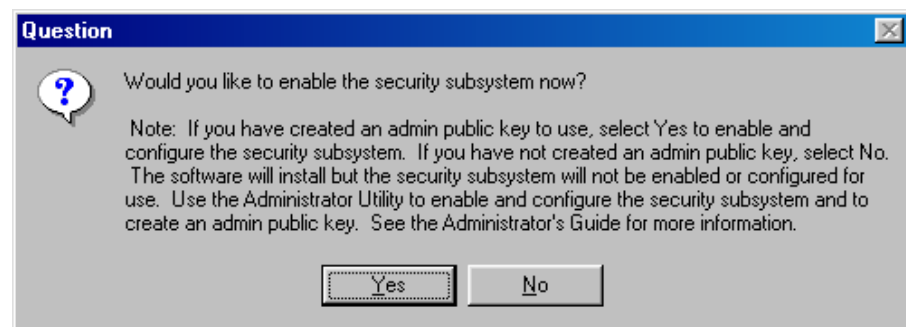 Question
Would you like to enable the security subsystem now?
Note: If you have created an admin public key to use, select Yes to enable and
configure the security subsystem. If you have not created an admin public key, select No.
The software will install but the security subsystem will not be enabled or configured for
use. Use the Administrator Utility to enable and configure the security subsystem and to
create an admin public key. See the Administrator's Guide for more information.
Yes
No